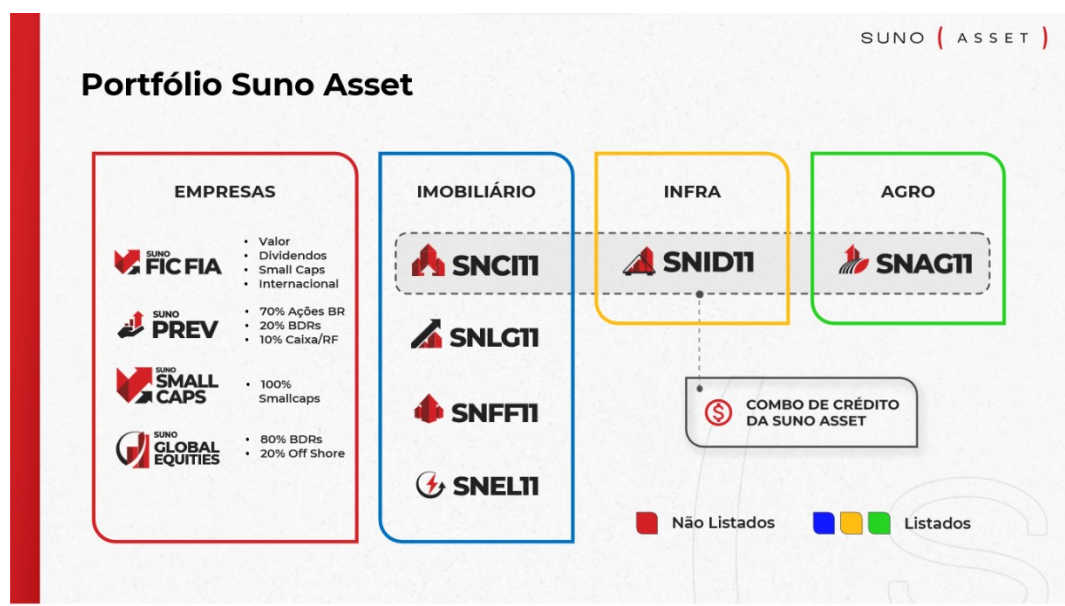 SUNO ( ASSET )
Portfólio Suno Asset
EMPRESAS
SUNO
FIC FIA
• Valor
• Dividendos
• Small Caps
• Internacional
SUNO
PREV
• 70% Ações BR
• 20% BDRs
• 10% Caixa/RF
SUNO
SMALL
CAPS
• 100%
Smallcaps
SUNO
GLOBAL
EQUITIES
• 80% BDRs
• 20% Off Shore
IMOBILIÁRIO
SNCI11
SNLG11
SNFF11
SNEL11
INFRA
SNID11
AGRO
SNAG11
COMBO DE CRÉDITO
DA SUNO ASSET
Não Listados
Listados